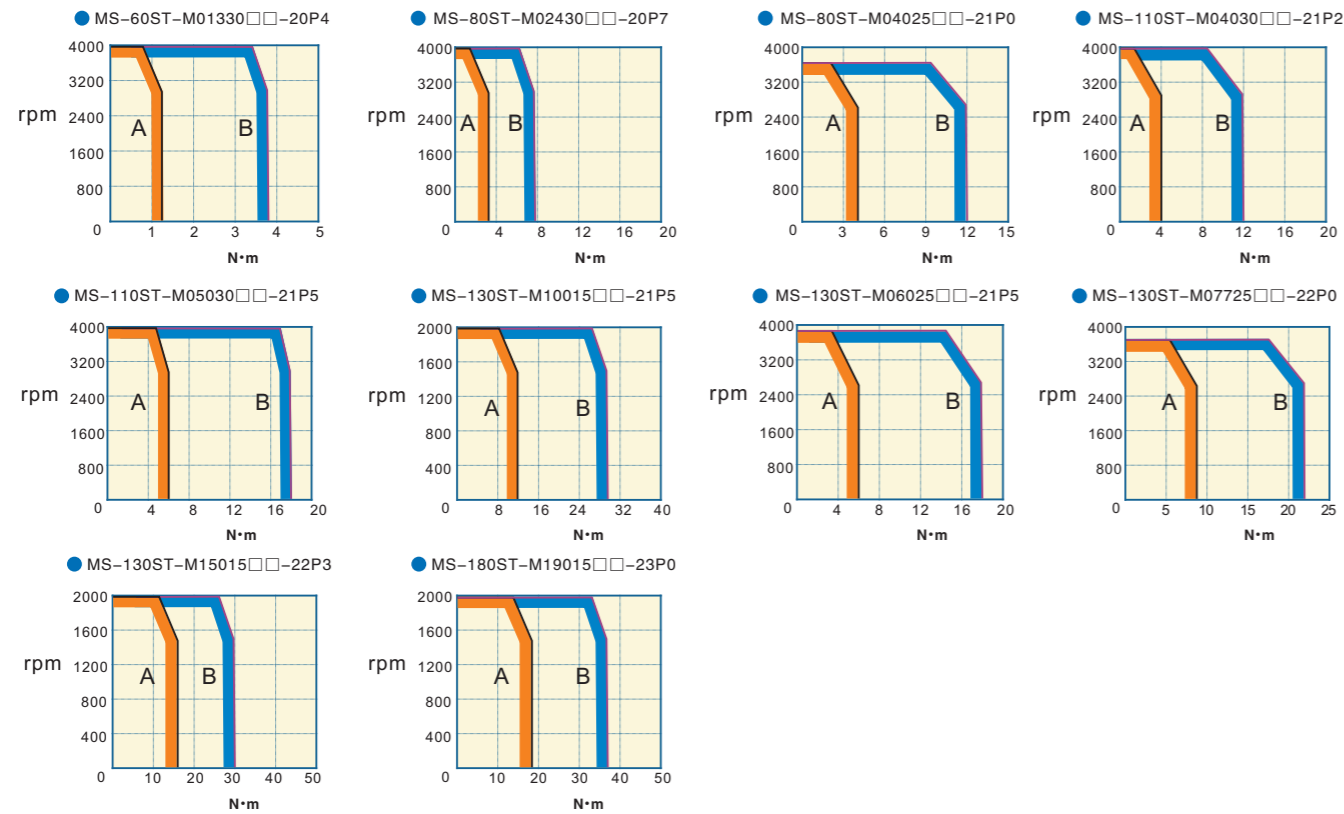 MS-60ST-M01330□□-20P4
4000
3200
rpm
2400
1600
800
A
B
0
1
2
3
4
5
N•m
MS-80ST-M02430□□-20P7
4000
3200
rpm
2400
1600
800
A
B
0
4
8
12
16
20
N•m
MS-80ST-M04025□□-21P0
4000
3200
rpm
2400
1600
800
A
B
0
3
6
9
12
15
N•m
MS-110ST-M04030□□-21P2
4000
3200
rpm
2400
1600
800
A
B
0
4
8
12
16
20
N•m
MS-110ST-M05030□□-21P5
4000
3200
rpm
2400
1600
800
A
B
0
4
8
12
16
20
N•m
MS-130ST-M10015□□-21P5
2000
1600
rpm
1200
800
400
A
B
0
8
16
24
32
40
N•m
MS-130ST-M06025□□-21P5
4000
3200
rpm
2400
1600
800
A
B
0
4
8
12
16
20
N•m
MS-130ST-M07725□□-22P0
4000
3200
rpm
2400
1600
800
A
B
0
5
10
15
20
25
N•m
MS-130ST-M15015□□-22P3
2000
1600
rpm
1200
800
400
A
B
0
10
20
30
40
50
N•m
MS-180ST-M19015□□-23P0
2000
1600
rpm
1200
800
400
A
B
0
10
20
30
40
50
N•m